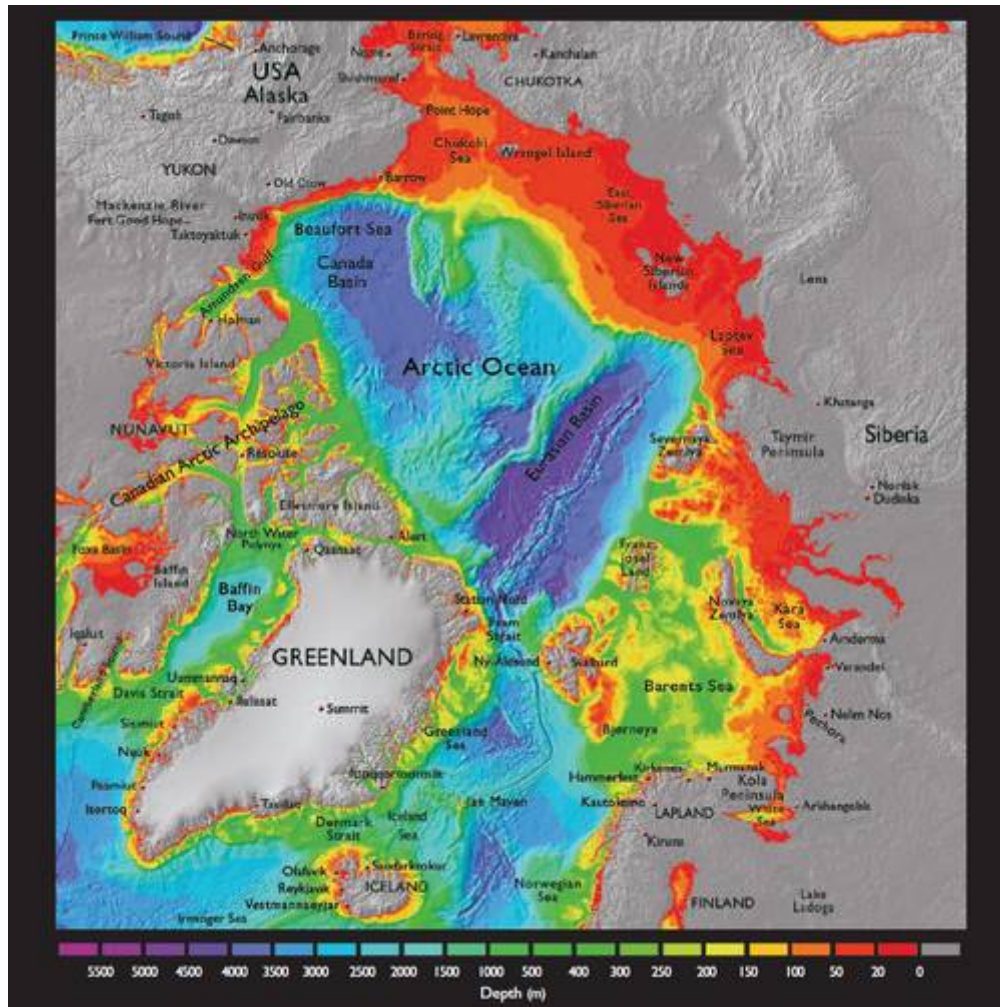 Prince William Sound
Anchorage
USA
Alaska
Nome
Bering
Strait
Lavrentiya
Kanchalan
Shishmaref
CHUKOTKA
Tagish
Fairbanks
Point Hope
Dawson
Chukchi
Sea
Wrangel Island
YUKON
Old Crow
Barrow
East
Siberian
Sea
Mackenzie River
Fort Good Hope
Inuvik
Tuktoyaktuk
Beaufort Sea
Canada
Basin
New
Siberian
Islands
Lena
Amundsen Gulf
Holman
Laptev
Sea
Victoria Island
Arctic Ocean
Khatanga
NUNAVUT
Canadian Arctic Archipelago
Resolute
Eurasian Basin
Severnaya
Zemlya
Taymir
Peninsula
Siberia
Ellesmere Island
Norilsk
Dudinka
North Water
Polynya
Alert
Qaanaaq
Foxe Basin
Baffin
Island
Franz
Josef
Land
Baffin
Bay
Novaya
Zemlya
Kara
Sea
Station Nord
Fram
Strait
Iqaluit
Cumberland Sound
GREENLAND
Ny-Ålesund
Svalbard
Amderma
Varandei
Uummannaq
Davis Strait
Ilulissat
Summit
Barents Sea
Nelm Nos
Pechora
Sisimiut
Greenland
Sea
Bjørnøya
Nuuk
Kirkenes
Murmansk
Hammerfest
Kola
Peninsula
Paamiut
Ittoqqortoormiit
Isortoq
Tasiilaq
Jan Mayen
Kautokeino
LAPLAND
White
Sea
Arkhangelsk
Denmark
Strait
Iceland
Sea
Kiruna
Olafsvik
Reykjavik
ICELAND
Vestmannaeyjar
Norwegian
Sea
FINLAND
Lake
Ladoga
Irminger Sea
5500 5000 4500 4000 3500 3000 2500 2000 1500 1000 500 400 300 200 150 100 50 20 0
Depth (m)